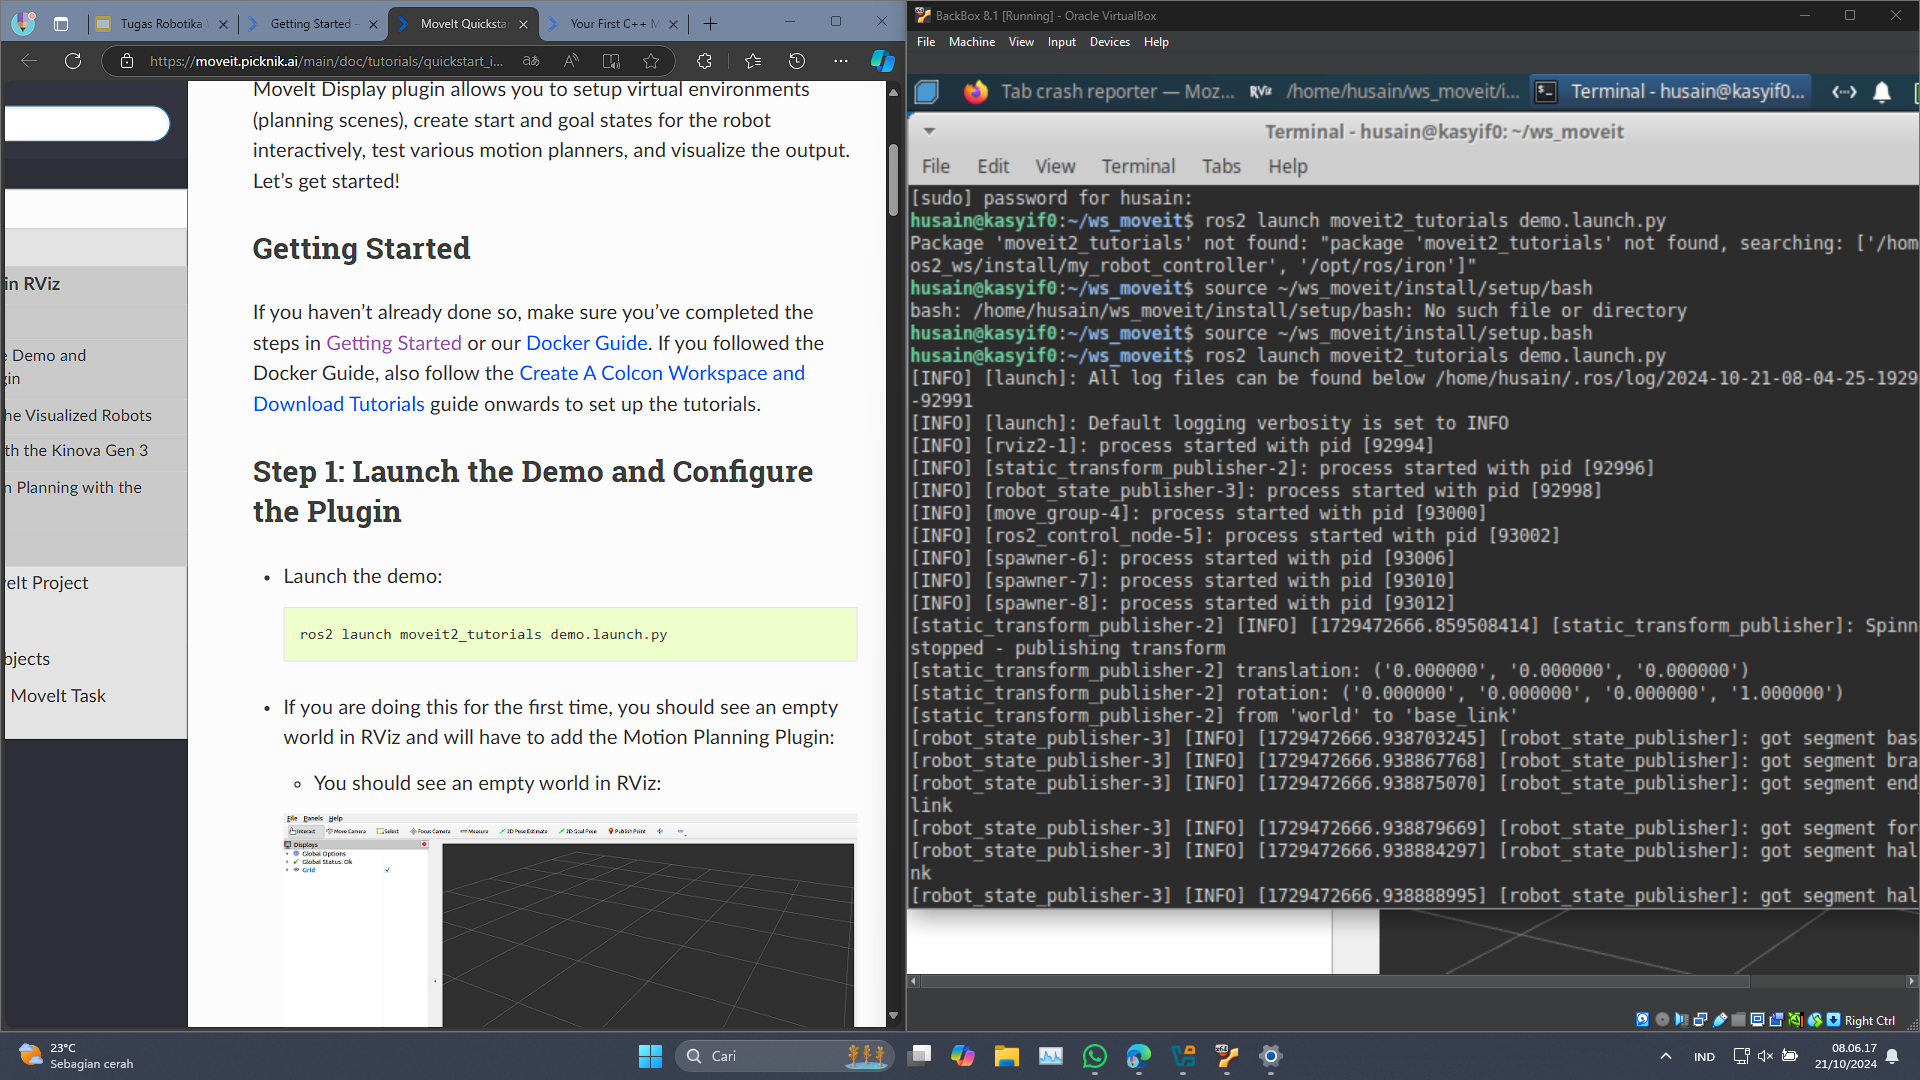 Tugas Robotika
Getting Started -
MoveIt Quicksta
Your First C++ M
https://moveit.picknik.ai/main/doc/tutorials/quickstart_i...
MoveIt Display plugin allows you to setup virtual environments
(planning scenes), create start and goal states for the robot
interactively, test various motion planners, and visualize the output.
Let's get started!
Getting Started
If you haven't already done so, make sure you've completed the
steps in Getting Started or our Docker Guide. If you followed the
Docker Guide, also follow the Create A Colcon Workspace and
Download Tutorials guide onwards to set up the tutorials.
Step 1: Launch the Demo and Configure
the Plugin
• Launch the demo:
ros2 launch moveit2_tutorials demo.launch.py
• If you are doing this for the first time, you should see an empty
world in RViz and will have to add the Motion Planning Plugin:
You should see an empty world in RViz:
File Panels Help
Interact Move Camera Select Focus Camera Measure 2D Pose Estimate 2D Goal Pose Publish Point
Displays
Global Options
Global Status: Ok
Grid
in RViz
e Demo and
gin
he Visualized Robots
th the Kinova Gen 3
n Planning with the
veIt Project
bjects
MoveIt Task
BackBox 8.1 [Running] - Oracle VirtualBox
File Machine View Input Devices Help
Tab crash reporter — Moz...
RViz /home/husain/ws_moveit/i...
Terminal - husain@kasyif0...
Terminal - husain@kasyif0: ~/ws_moveit
File Edit View Terminal Tabs Help
[sudo] password for husain:
husain@kasyif0:~/ws_moveit$ ros2 launch moveit2_tutorials demo.launch.py
Package 'moveit2_tutorials' not found: "package 'moveit2_tutorials' not found, searching: ['/hom
os2_ws/install/my_robot_controller', '/opt/ros/iron']"
husain@kasyif0:~/ws_moveit$ source ~/ws_moveit/install/setup/bash
bash: /home/husain/ws_moveit/install/setup/bash: No such file or directory
husain@kasyif0:~/ws_moveit$ source ~/ws_moveit/install/setup.bash
husain@kasyif0:~/ws_moveit$ ros2 launch moveit2_tutorials demo.launch.py
[INFO] [launch]: All log files can be found below /home/husain/.ros/log/2024-10-21-08-04-25-1929
-92991
[INFO] [launch]: Default logging verbosity is set to INFO
[INFO] [rviz2-1]: process started with pid [92994]
[INFO] [static_transform_publisher-2]: process started with pid [92996]
[INFO] [robot_state_publisher-3]: process started with pid [92998]
[INFO] [move_group-4]: process started with pid [93000]
[INFO] [ros2_control_node-5]: process started with pid [93002]
[INFO] [spawner-6]: process started with pid [93006]
[INFO] [spawner-7]: process started with pid [93010]
[INFO] [spawner-8]: process started with pid [93012]
[static_transform_publisher-2] [INFO] [1729472666.859508414] [static_transform_publisher]: Spinn
stopped - publishing transform
[static_transform_publisher-2] translation: ('0.000000', '0.000000', '0.000000')
[static_transform_publisher-2] rotation: ('0.000000', '0.000000', '0.000000', '1.000000')
[static_transform_publisher-2] from 'world' to 'base_link'
[robot_state_publisher-3] [INFO] [1729472666.938703245] [robot_state_publisher]: got segment bas
[robot_state_publisher-3] [INFO] [1729472666.938867768] [robot_state_publisher]: got segment bra
[robot_state_publisher-3] [INFO] [1729472666.938875070] [robot_state_publisher]: got segment end
link
[robot_state_publisher-3] [INFO] [1729472666.938879669] [robot_state_publisher]: got segment for
[robot_state_publisher-3] [INFO] [1729472666.938884297] [robot_state_publisher]: got segment hal
nk
[robot_state_publisher-3] [INFO] [1729472666.938888995] [robot_state_publisher]: got segment hal
Right Ctrl
23°C
Sebagian cerah
Cari
IND
08.06.17
21/10/2024